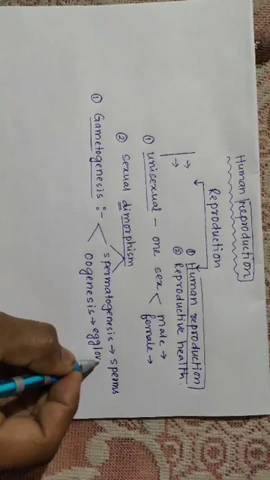 Human Reproduction
Reproduction
① Human reproduction
② Reproductive health
① unisexual - one sex < male →
female →
② sexual dimorphism
① Gametogenesis :- < spermatogenesis → sperms
oogenesis → egg